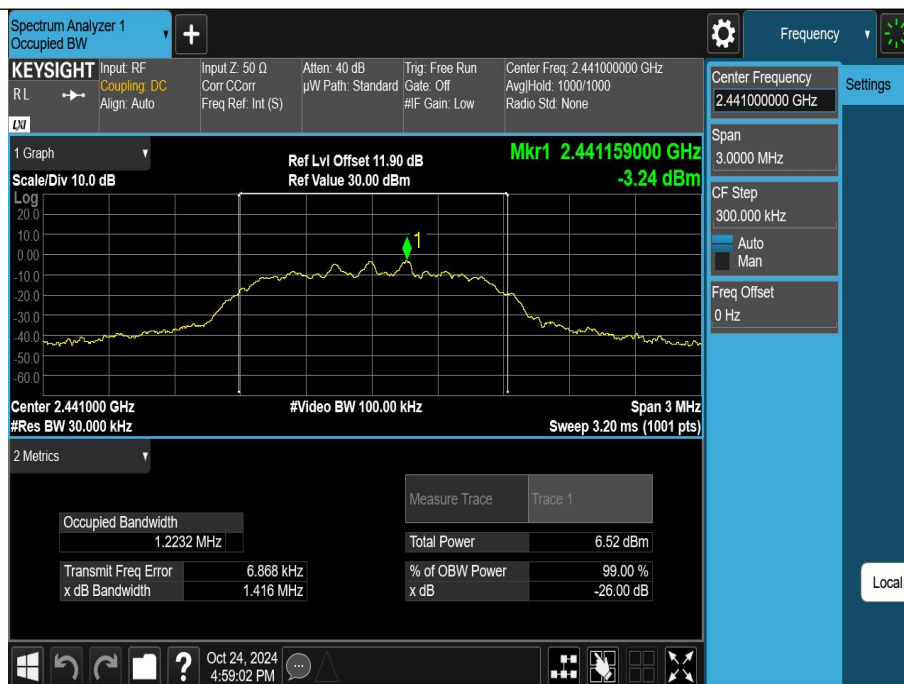 Spectrum Analyzer 1
Occupied BW
Frequency
KEYSIGHT
R L
LXI
Input: RF
Coupling: DC
Align: Auto
Input Z: 50 Ω
Corr CCorr
Freq Ref: Int (S)
Atten: 40 dB
µW Path: Standard
Trig: Free Run
Gate: Off
#IF Gain: Low
Center Freq: 2.441000000 GHz
Avg|Hold: 1000/1000
Radio Std: None
Center Frequency
2.441000000 GHz
Settings
Span
3.0000 MHz
CF Step
300.000 kHz
Auto
Man
Freq Offset
0 Hz
Local
1 Graph
Scale/Div 10.0 dB
Ref Lvl Offset 11.90 dB
Ref Value 30.00 dBm
Mkr1 2.441159000 GHz
-3.24 dBm
Log
20.0
10.0
0.00
-10.0
-20.0
-30.0
-40.0
-50.0
-60.0
1
Center 2.441000 GHz
#Res BW 30.000 kHz
#Video BW 100.00 kHz
Span 3 MHz
Sweep 3.20 ms (1001 pts)
2 Metrics
Measure Trace Trace 1
Occupied Bandwidth
1.2232 MHz
Total Power 6.52 dBm
Transmit Freq Error 6.868 kHz
% of OBW Power 99.00 %
x dB Bandwidth 1.416 MHz
x dB -26.00 dB
?
Oct 24, 2024
4:59:02 PM